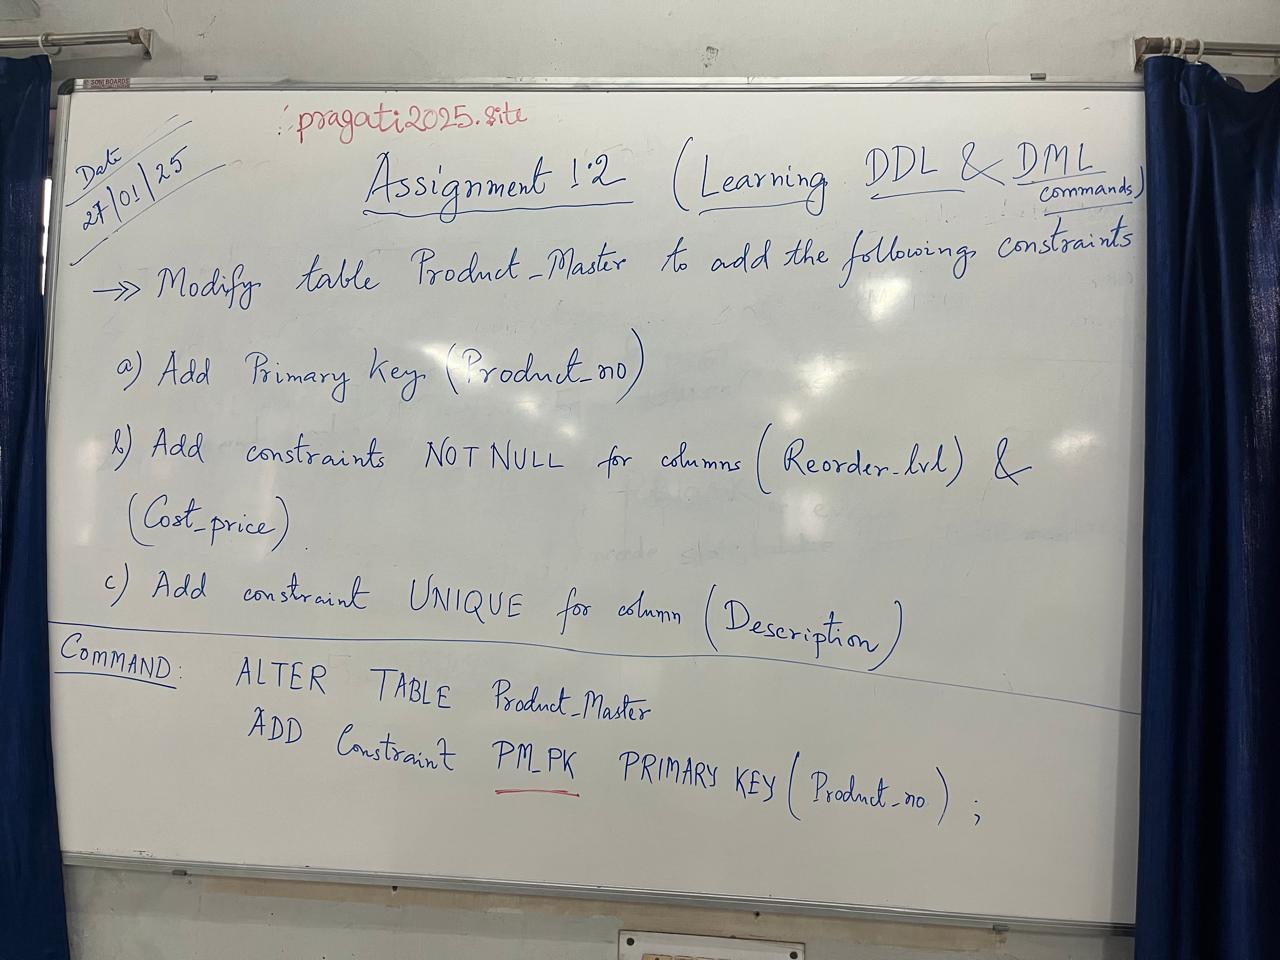 SONI BOARDS
pragati2025.site
Date
27/01/25
Assignment 1.2 (Learning DDL & DML
commands)
Modify table Product_Master to add the following constraints
a) Add Primary Key (Product_no)
b) Add constraints NOT NULL for columns (Reorder_lvl) &
(Cost_price)
c) Add constraint UNIQUE for column (Description)
COMMAND: ALTER TABLE Product_Master
ADD Constraint PM_PK PRIMARY KEY (Product_no) ;